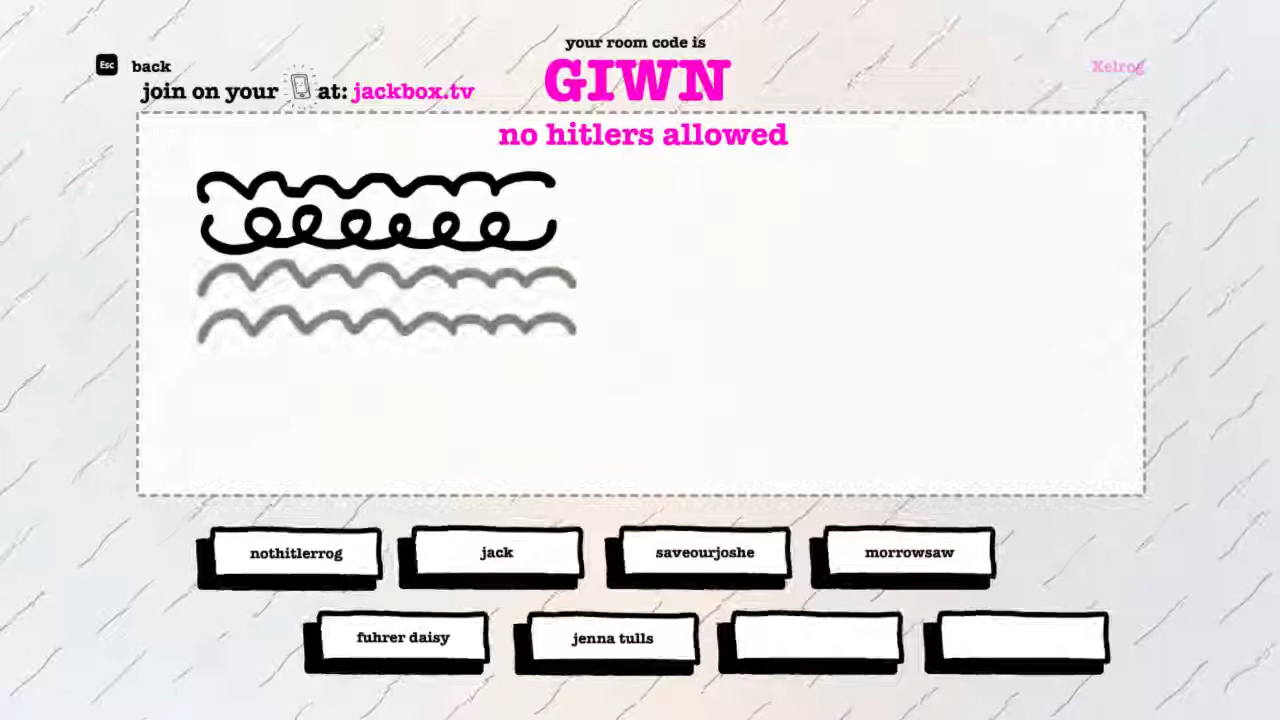 your room code is
Esc back
GIWN
Xelrog
join on your at: jackbox.tv
no hitlers allowed
nothitlerrog jack saveourjoshe morrowsaw
fuhrer daisy jenna tulls